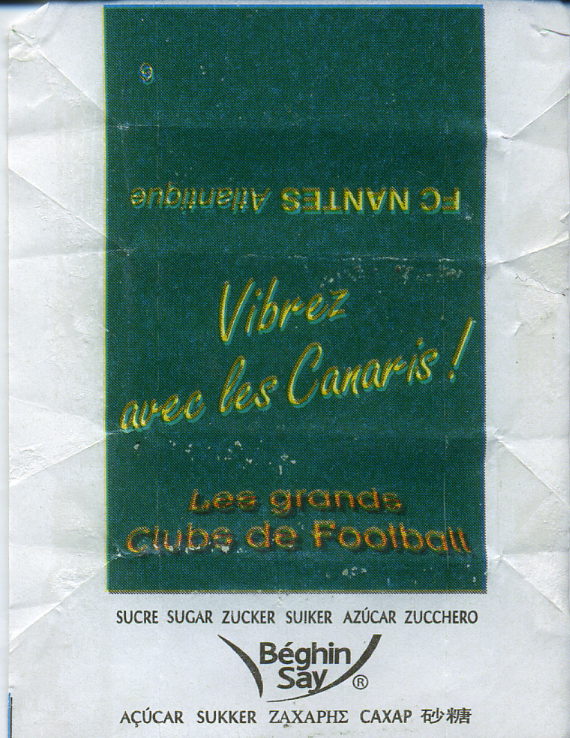 9
FC NANTES Atlantique
Vibrez
avec les Canaris !
Les grands
Clubs de Football
SUCRE SUGAR ZUCKER SUIKER AZÚCAR ZUCCHERO
Béghin
Say ®
AÇÚCAR SUKKER ΖΑΧΑΡΗΣ САХАР 砂糖